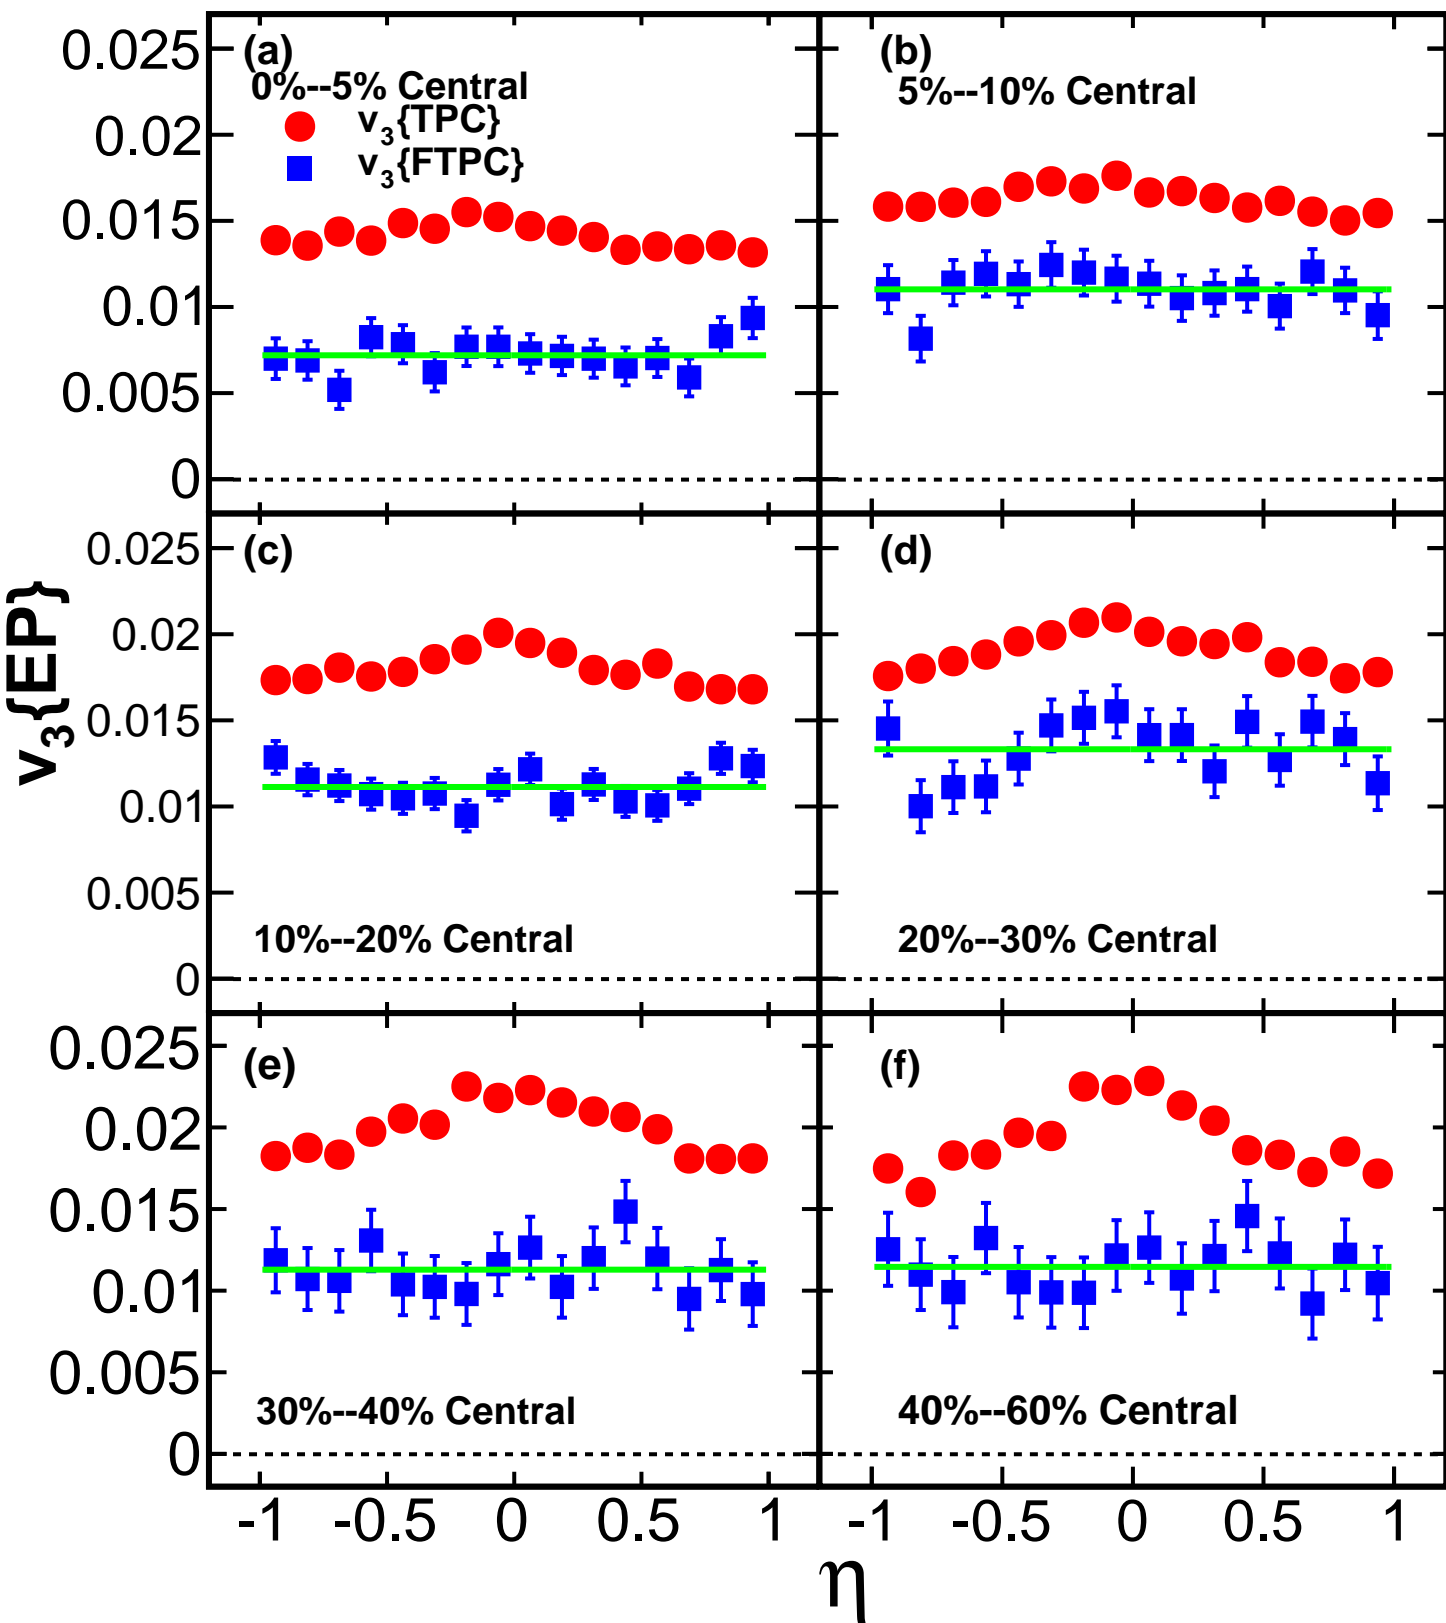 (a)
0%--5% Central
v3{TPC}
v3{FTPC}
(b)
5%--10% Central
0.025
0.02
0.015
0.01
0.005
0
(c)
10%--20% Central
(d)
20%--30% Central
0.025
0.02
0.015
0.01
0.005
0
v3{EP}
(e)
30%--40% Central
(f)
40%--60% Central
0.025
0.02
0.015
0.01
0.005
0
-1 -0.5 0 0.5 1
-1 -0.5 0 0.5 1
η